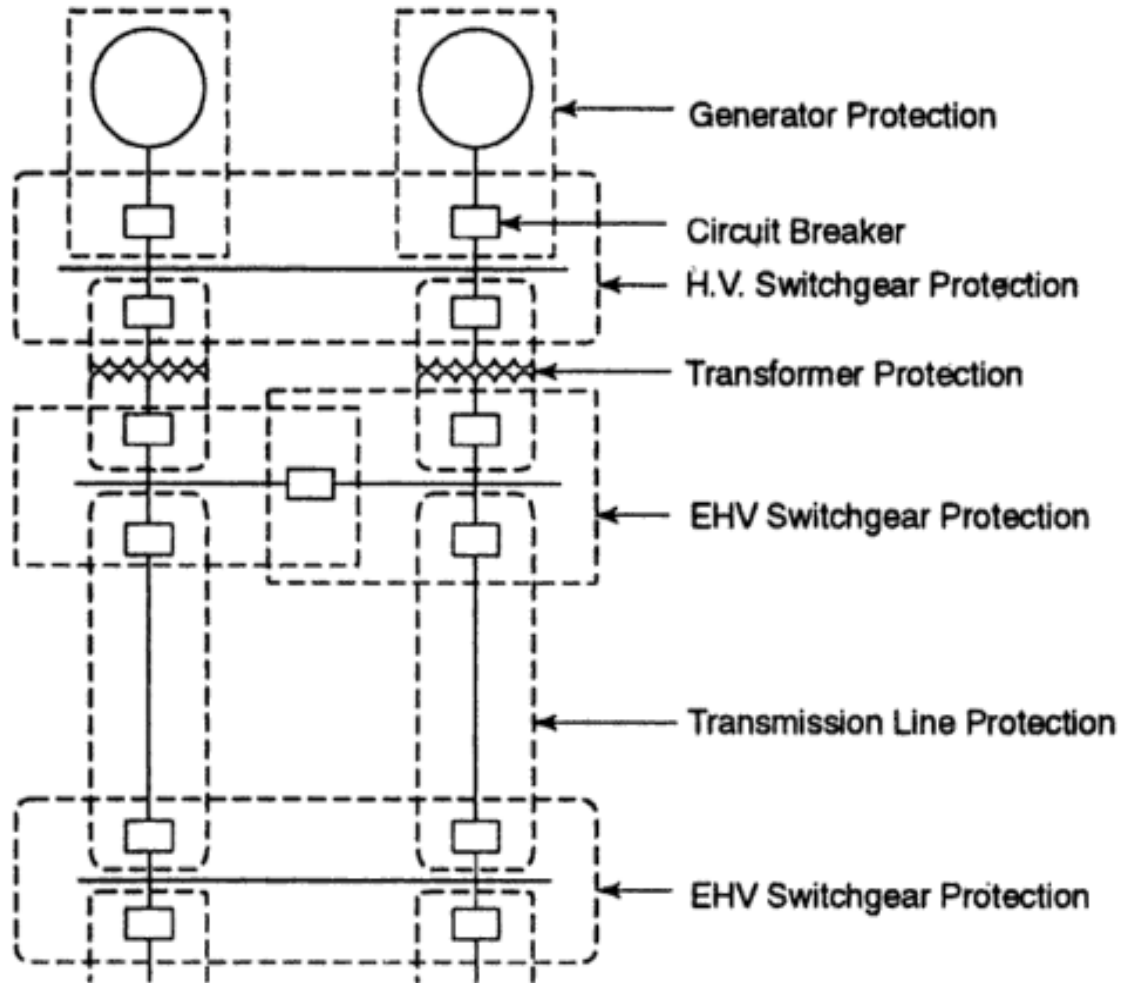 Generator Protection
Circuit Breaker
H.V. Switchgear Protection
Transformer Protection
EHV Switchgear Protection
Transmission Line Protection
EHV Switchgear Protection